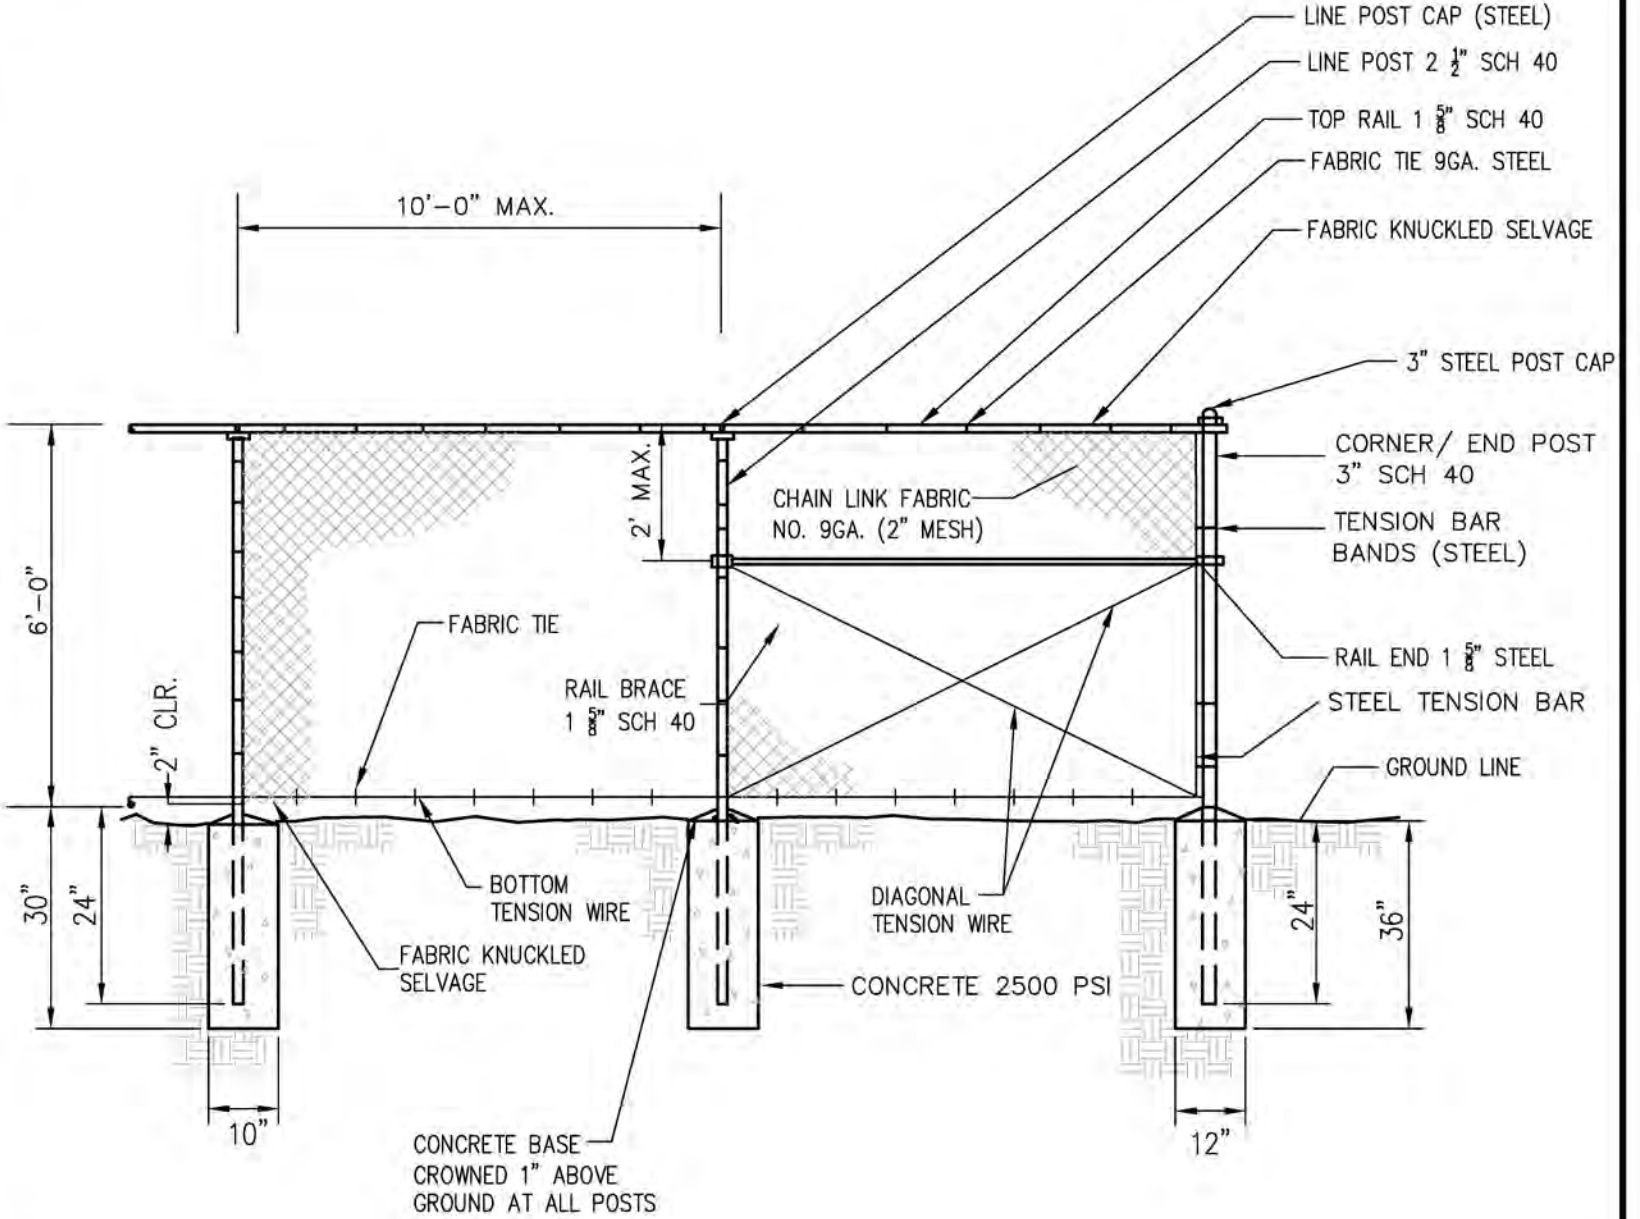 LINE POST CAP (STEEL)
LINE POST 2 1/2" SCH 40
TOP RAIL 1 5/8" SCH 40
FABRIC TIE 9GA. STEEL
10'-0" MAX.
FABRIC KNUCKLED SELVAGE
3" STEEL POST CAP
CORNER/ END POST
3" SCH 40
2' MAX.
CHAIN LINK FABRIC
NO. 9GA. (2" MESH)
TENSION BAR
BANDS (STEEL)
6'-0"
FABRIC TIE
RAIL END 1 5/8" STEEL
RAIL BRACE
1 5/8" SCH 40
STEEL TENSION BAR
2" CLR.
GROUND LINE
30"
24"
BOTTOM
TENSION WIRE
DIAGONAL
TENSION WIRE
24"
36"
FABRIC KNUCKLED
SELVAGE
CONCRETE 2500 PSI
10"
12"
CONCRETE BASE
CROWNED 1" ABOVE
GROUND AT ALL POSTS